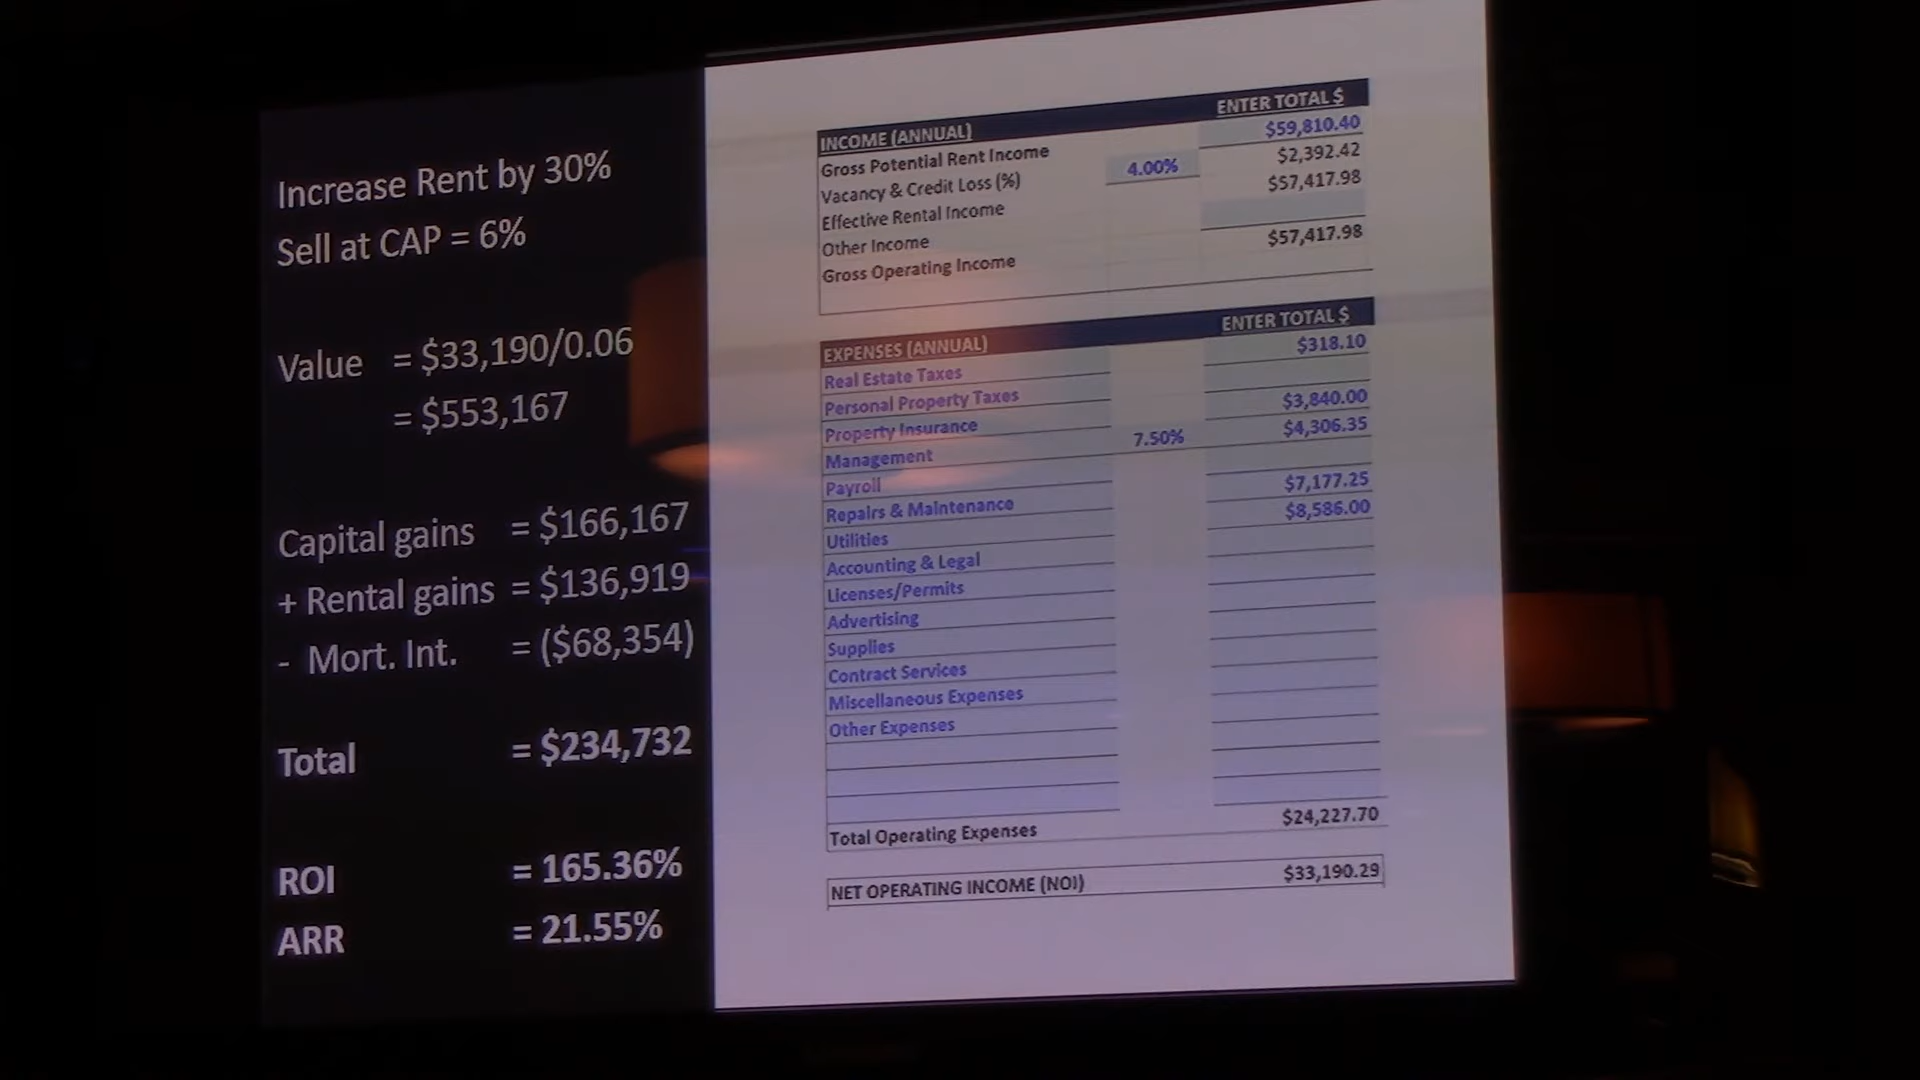 Increase Rent by 30%
Sell at CAP = 6%
Value = $33,190/0.06
= $553,167
Capital gains = $166,167
+ Rental gains = $136,919
- Mort. Int. = ($68,354)
Total = $234,732
ROI = 165.36%
ARR = 21.55%
INCOME (ANNUAL) ENTER TOTAL $
Gross Potential Rent Income $59,810.40
Vacancy & Credit Loss (%) 4.00% $2,392.42
Effective Rental Income $57,417.98
Other Income
Gross Operating Income $57,417.98
EXPENSES (ANNUAL) ENTER TOTAL $
Real Estate Taxes $318.10
Personal Property Taxes
Property Insurance $3,840.00
Management 7.50% $4,306.35
Payroll
Repairs & Maintenance $7,177.25
Utilities $8,586.00
Accounting & Legal
Licenses/Permits
Advertising
Supplies
Contract Services
Miscellaneous Expenses
Other Expenses
Total Operating Expenses $24,227.70
NET OPERATING INCOME (NOI) $33,190.29